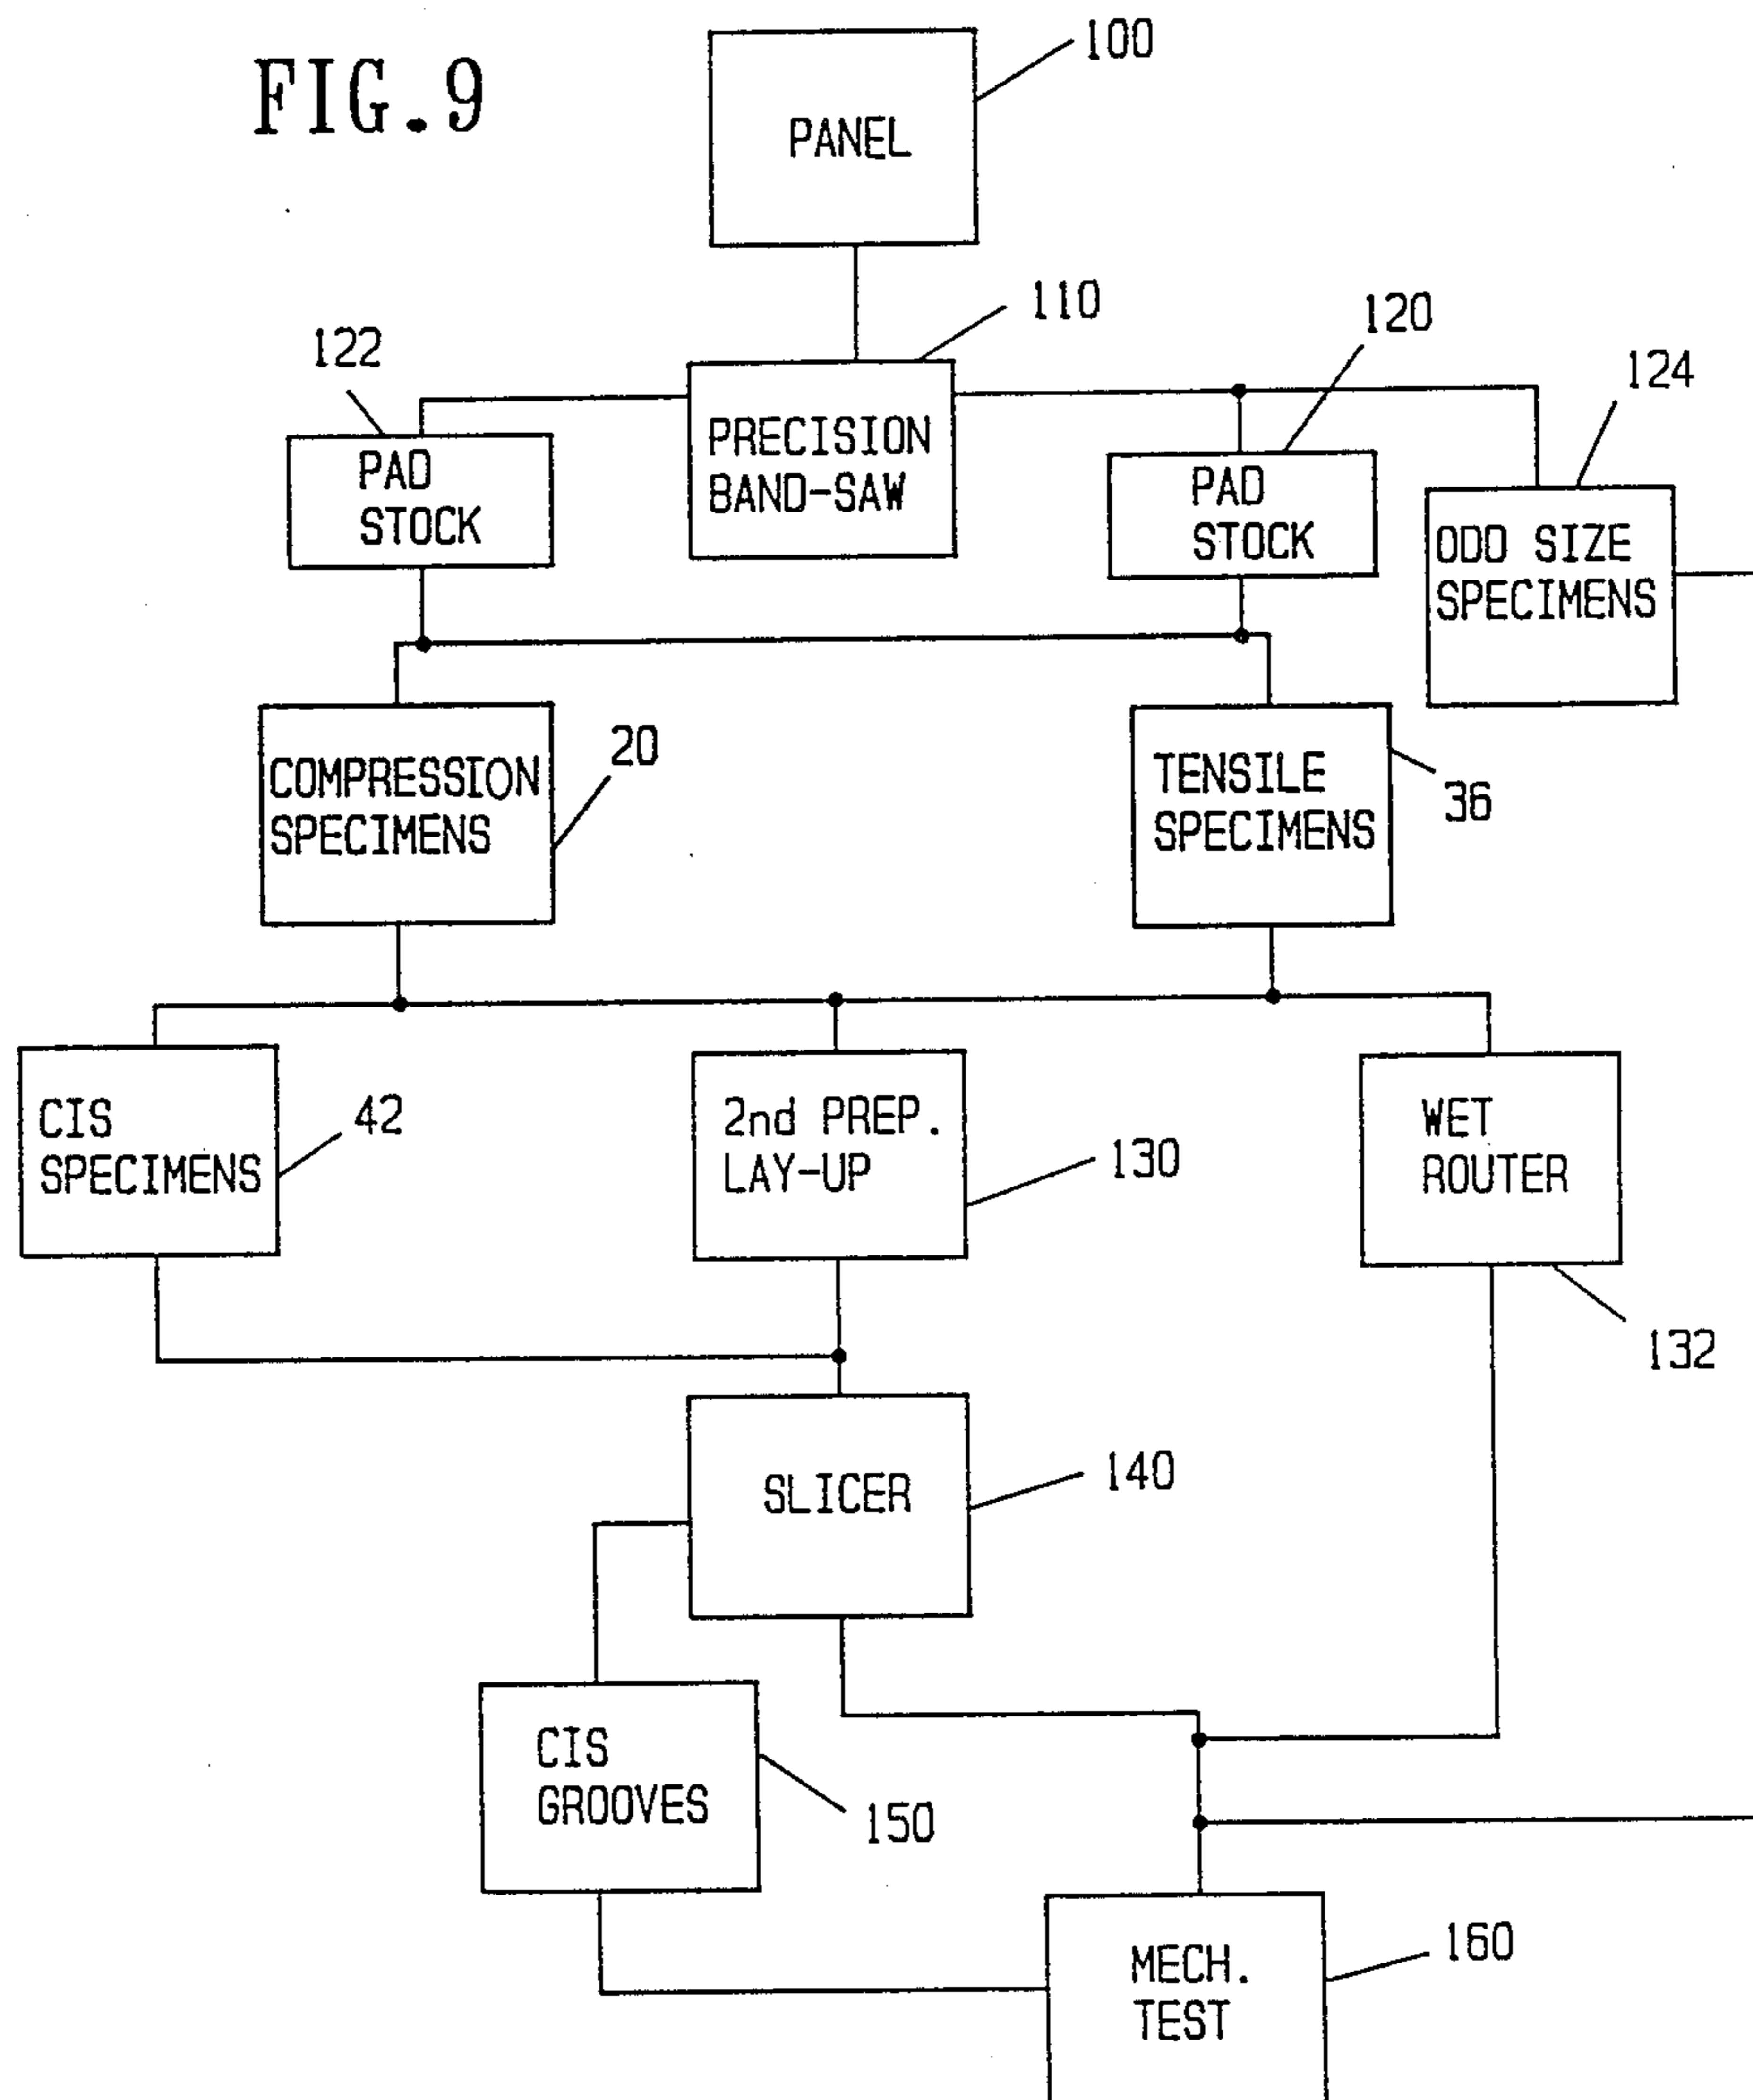 FIG.9
100
PANEL
110
120
122
124
PRECISION
BAND-SAW
PAD
STOCK
PAD
STOCK
ODD SIZE
SPECIMENS
20
COMPRESSION
SPECIMENS
TENSILE
SPECIMENS
36
CIS
SPECIMENS
42
2nd PREP.
LAY-UP
130
WET
ROUTER
132
SLICER
140
CIS
GROOVES
150
MECH.
TEST
160